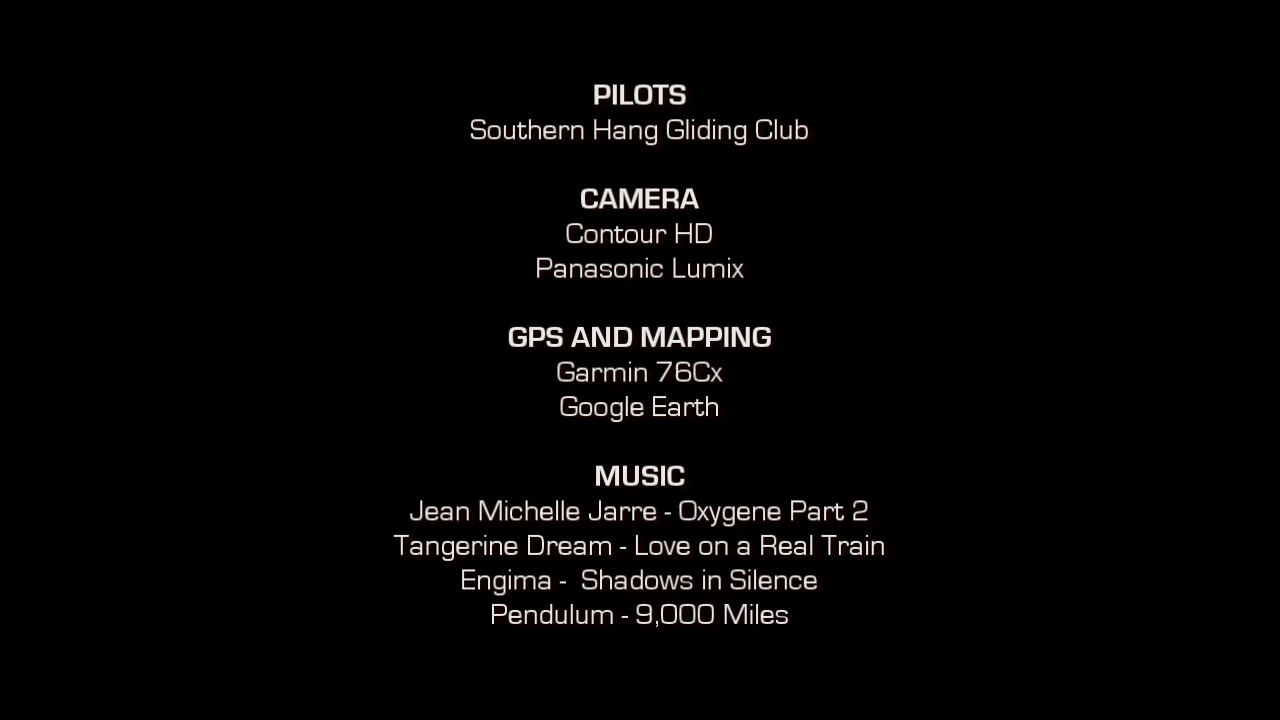 PILOTS
Southern Hang Gliding Club
CAMERA
Contour HD
Panasonic Lumix
GPS AND MAPPING
Garmin 76Cx
Google Earth
MUSIC
Jean Michelle Jarre - Oxygene Part 2
Tangerine Dream - Love on a Real Train
Engima -  Shadows in Silence
Pendulum - 9,000 Miles